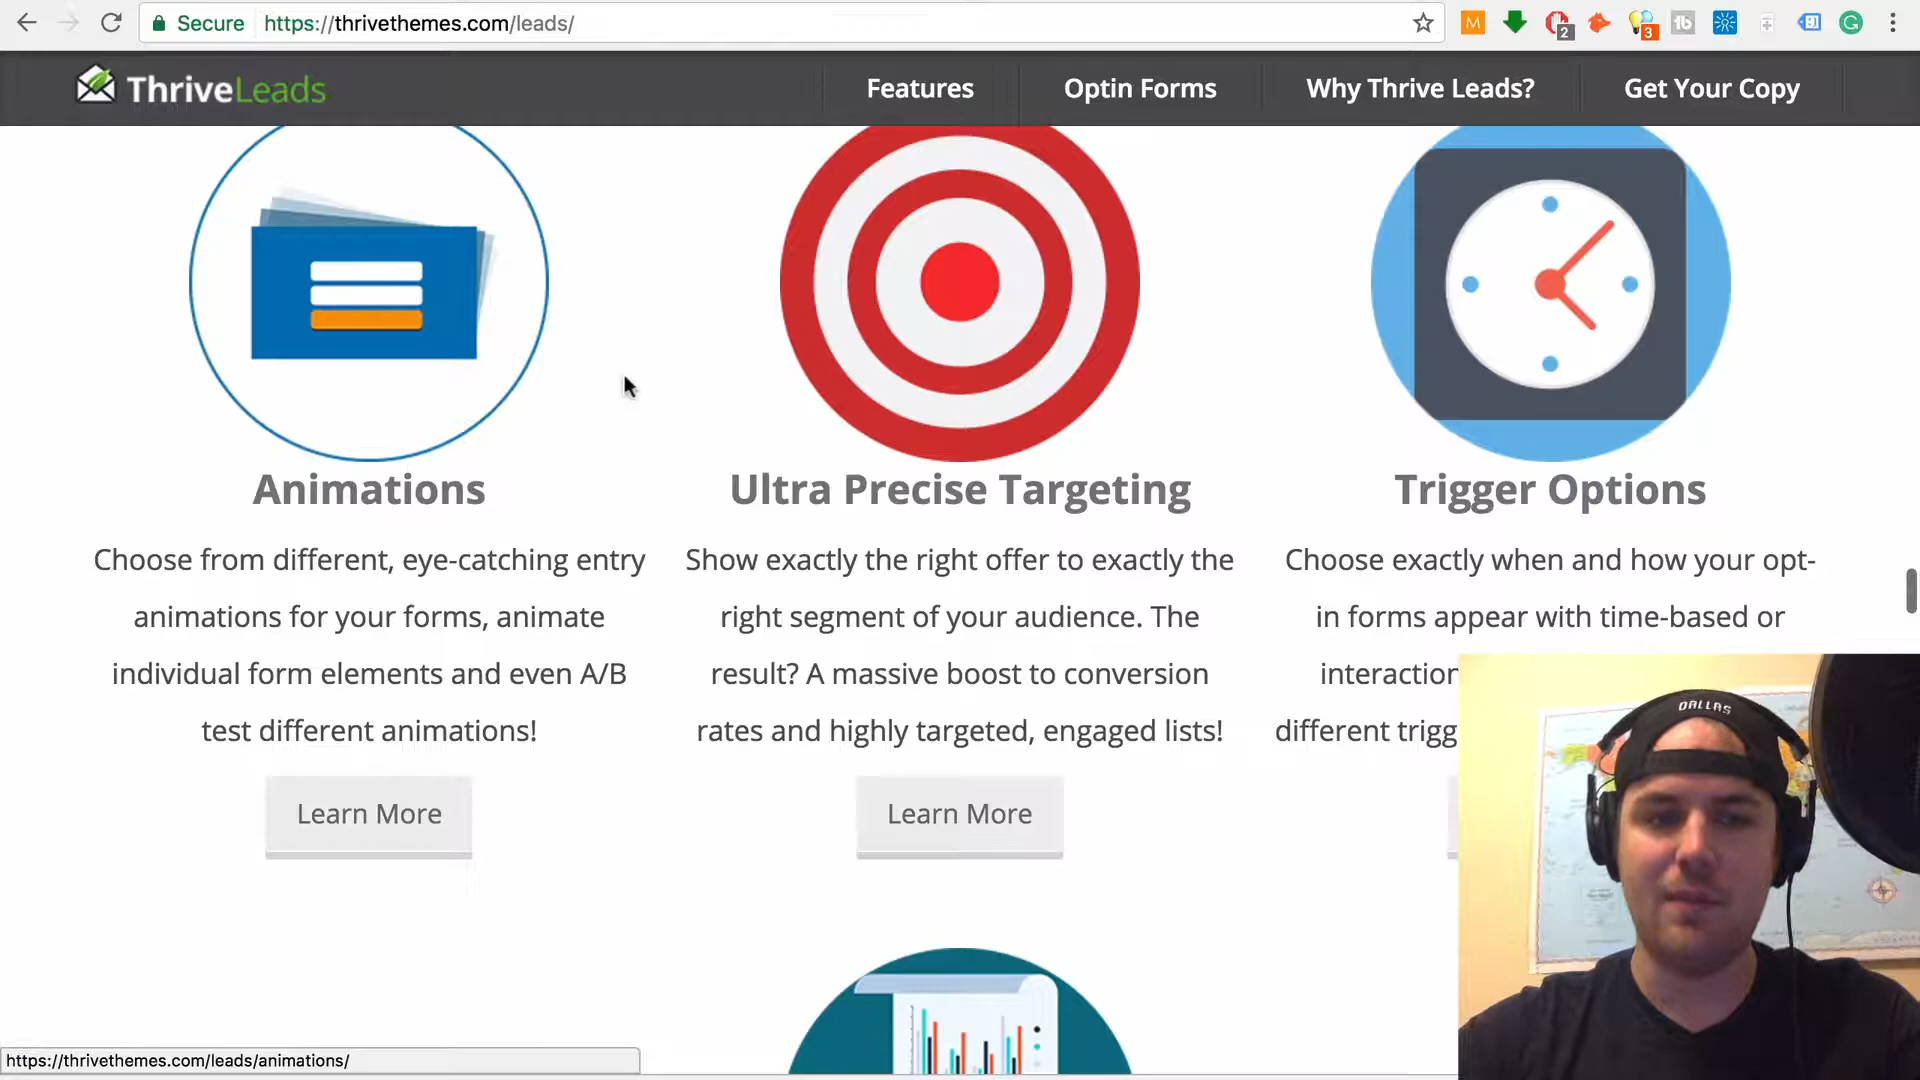 Secure https://thrivethemes.com/leads/
M 2 3 tb G
ThriveLeads Features Optin Forms Why Thrive Leads? Get Your Copy
Animations
Choose from different, eye-catching entry
animations for your forms, animate
individual form elements and even A/B
test different animations!
Learn More
Ultra Precise Targeting
Show exactly the right offer to exactly the
right segment of your audience. The
result? A massive boost to conversion
rates and highly targeted, engaged lists!
Learn More
Trigger Options
Choose exactly when and how your opt-
in forms appear with time-based or
interaction
different trigg
DALLAS
https://thrivethemes.com/leads/animations/